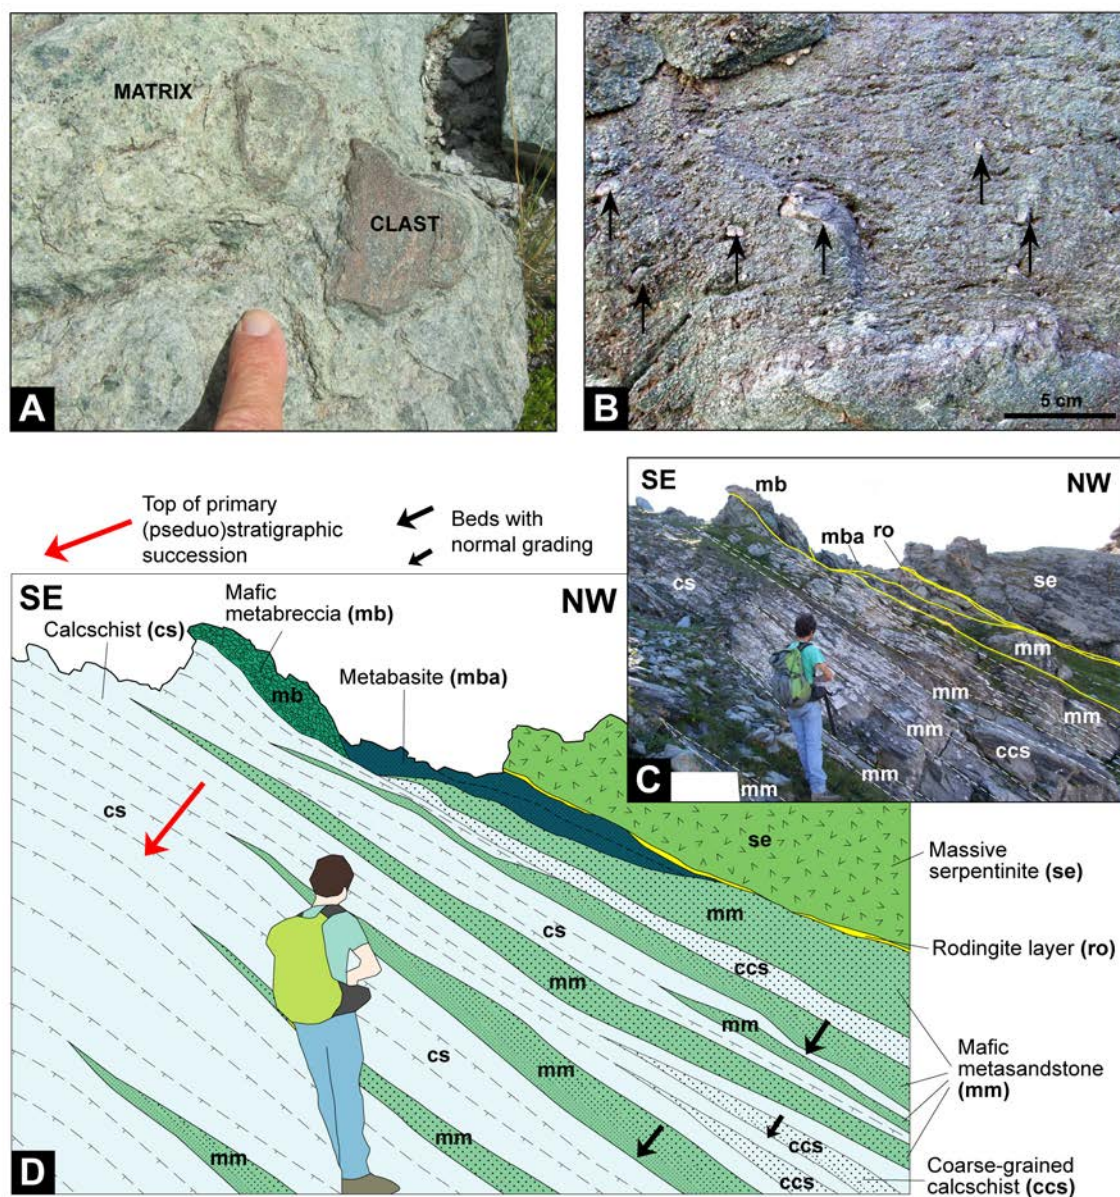 MATRIX
CLAST
A
B
5 cm
Top of primary
(pseduo)stratigraphic
succession
Beds with
normal grading
SE
NW
mb
mba
ro
cs
se
mm
mm
mm
mm
ccs
mm
mm
C
SE
NW
Mafic
metabreccia (mb)
Calcschist (cs)
Metabasite (mba)
mb
cs
se
mm
cs
ccs
mm
mm
cs
mm
mm
mm
ccs
ccs
D
Massive
serpentinite (se)
Rodingite layer (ro)
Mafic
metasandstone
(mm)
Coarse-grained
calcschist (ccs)